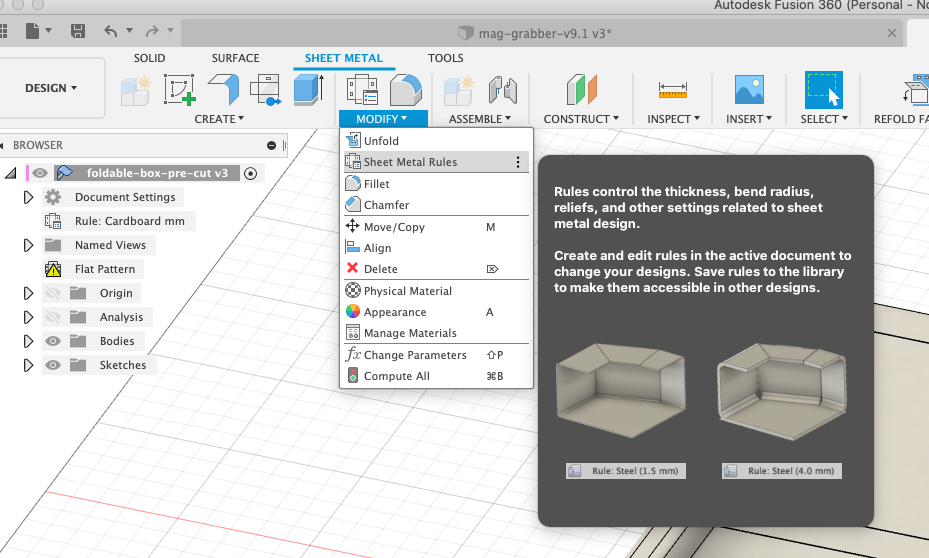 Autodesk Fusion 360 (Personal - No
mag-grabber-v9.1 v3*
SOLID SURFACE SHEET METAL TOOLS
DESIGN
CREATE MODIFY ASSEMBLE CONSTRUCT INSPECT INSERT SELECT REFOLD FA
BROWSER
foldable-box-pre-cut v3
Document Settings
Rule: Cardboard mm
Named Views
Flat Pattern
Origin
Analysis
Bodies
Sketches
Unfold
Sheet Metal Rules
Fillet
Chamfer
Move/Copy M
Align
Delete
Physical Material
Appearance A
Manage Materials
fx Change Parameters ⇧P
Compute All ⌘B
Rules control the thickness, bend radius,
reliefs, and other settings related to sheet
metal design.
Create and edit rules in the active document to
change your designs. Save rules to the library
to make them accessible in other designs.
Rule: Steel (1.5 mm) Rule: Steel (4.0 mm)